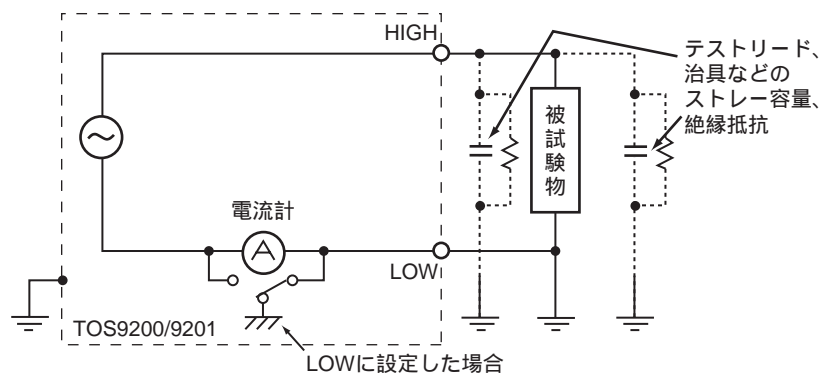 HIGH
テストリード、
治具などの
ストレー容量、
絶縁抵抗
被試験物
電流計
A
LOW
TOS9200/9201
LOWに設定した場合